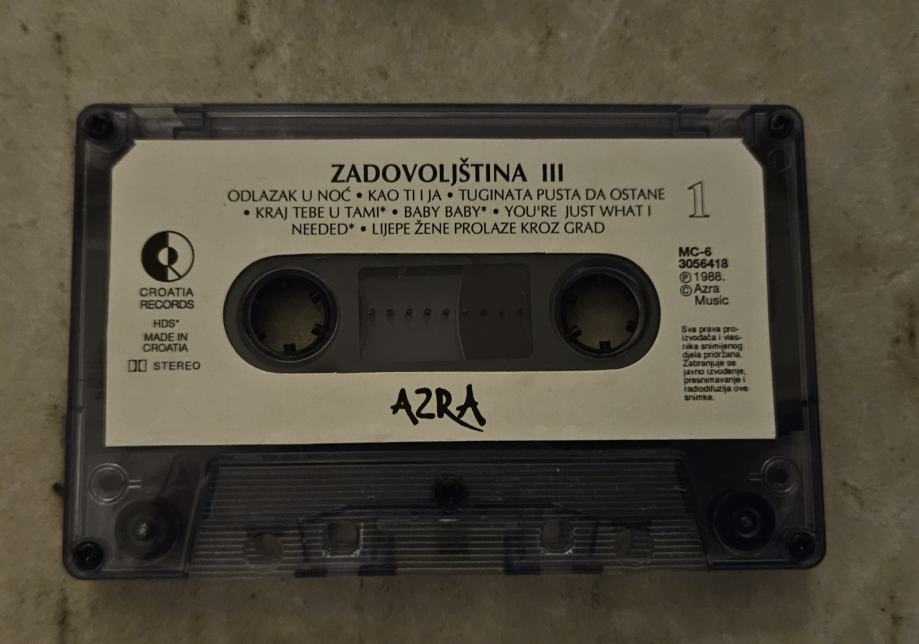 ZADOVOLJŠTINA III
ODLAZAK U NOĆ • KAO TI I JA • TUGINATA PUSTA DA OSTANE
• KRAJ TEBE U TAMI* • BABY BABY* • YOU'RE JUST WHAT I
NEEDED* • LIJEPE ŽENE PROLAZE KROZ GRAD
1
CROATIA
RECORDS
HDS*
MADE IN
CROATIA
STEREO
MC-6
3056418
℗ 1988.
© Azra
Music
Sva prava pro-
izvođača i vlas-
nika snimljenog
djela pridržana.
Zabranjuje se
javno izvođenje,
presnimavanje i
radiodifuzija ove
snimke.
AZRA